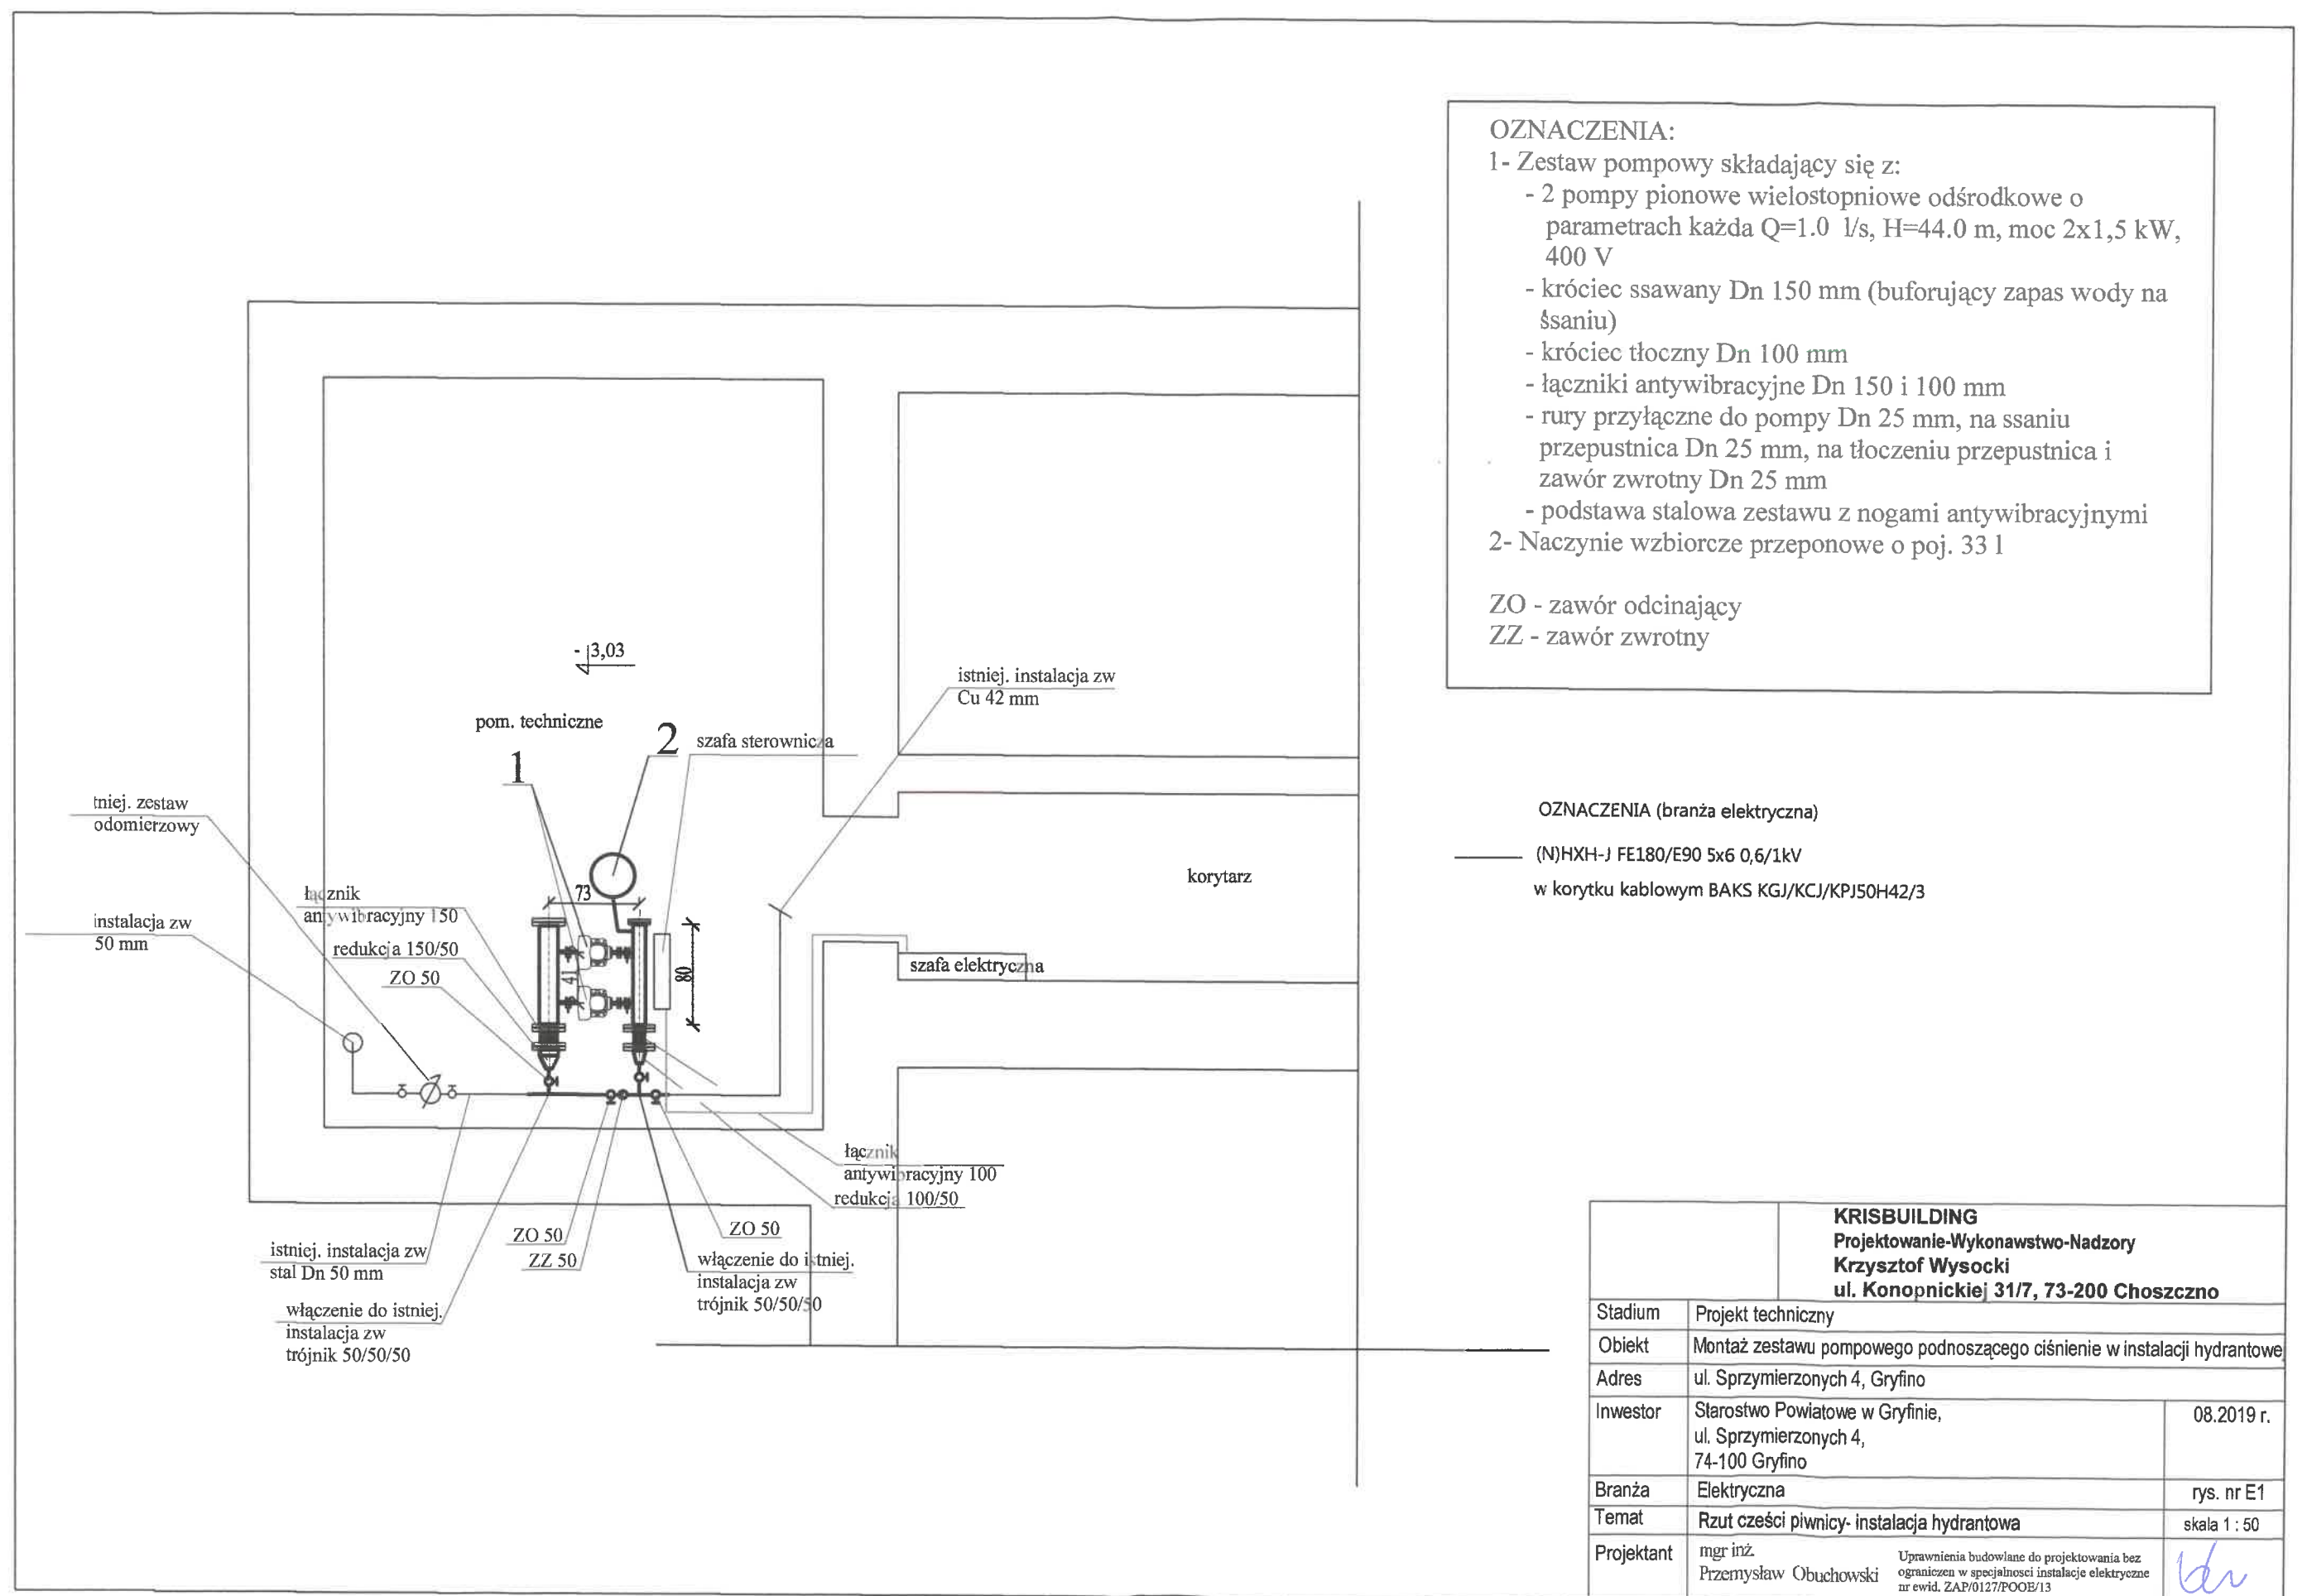 OZNACZENIA:
1- Zestaw pompowy składający się z:
- 2 pompy pionowe wielostopniowe odśrodkowe o
parametrach każda Q=1.0 l/s, H=44.0 m, moc 2x1,5 kW,
400 V
- króciec ssawany Dn 150 mm (buforujący zapas wody na
ssaniu)
- króciec tłoczny Dn 100 mm
- łączniki antywibracyjne Dn 150 i 100 mm
- rury przyłączne do pompy Dn 25 mm, na ssaniu
przepustnica Dn 25 mm, na tłoczeniu przepustnica i
zawór zwrotny Dn 25 mm
- podstawa stalowa zestawu z nogami antywibracyjnymi
2- Naczynie wzbiorcze przeponowe o poj. 33 l
ZO - zawór odcinający
ZZ - zawór zwrotny
- 3,03
istniej. instalacja zw
Cu 42 mm
pom. techniczne
1
2
szafa sterownicza
tniej. zestaw
odomierzowy
OZNACZENIA (branża elektryczna)
(N)HXH-J FE180/E90 5x6 0,6/1kV
w korytku kablowym BAKS KGJ/KCJ/KPJ50H42/3
korytarz
73
łącznik
antywibracyjny 150
instalacja zw
50 mm
redukcja 150/50
ZO 50
41
80
szafa elektryczna
łącznik
antywibracyjny 100
redukcja 100/50
ZO 50
ZZ 50
ZO 50
włączenie do istniej.
instalacja zw
trójnik 50/50/50
istniej. instalacja zw
stal Dn 50 mm
włączenie do istniej.
instalacja zw
trójnik 50/50/50
KRISBUILDING
Projektowanie-Wykonawstwo-Nadzory
Krzysztof Wysocki
ul. Konopnickiej 31/7, 73-200 Choszczno
Stadium Projekt techniczny
Obiekt Montaż zestawu pompowego podnoszącego ciśnienie w instalacji hydrantowe
Adres ul. Sprzymierzonych 4, Gryfino
Inwestor Starostwo Powiatowe w Gryfinie, 08.2019 r.
ul. Sprzymierzonych 4,
74-100 Gryfino
Branża Elektryczna rys. nr E1
Temat Rzut cześci piwnicy- instalacja hydrantowa skala 1 : 50
Projektant mgr inż. Przemysław Obuchowski
Uprawnienia budowlane do projektowania bez
ograniczen w specjalnosci instalacje elektryczne
nr ewid. ZAP/0127/POOE/13